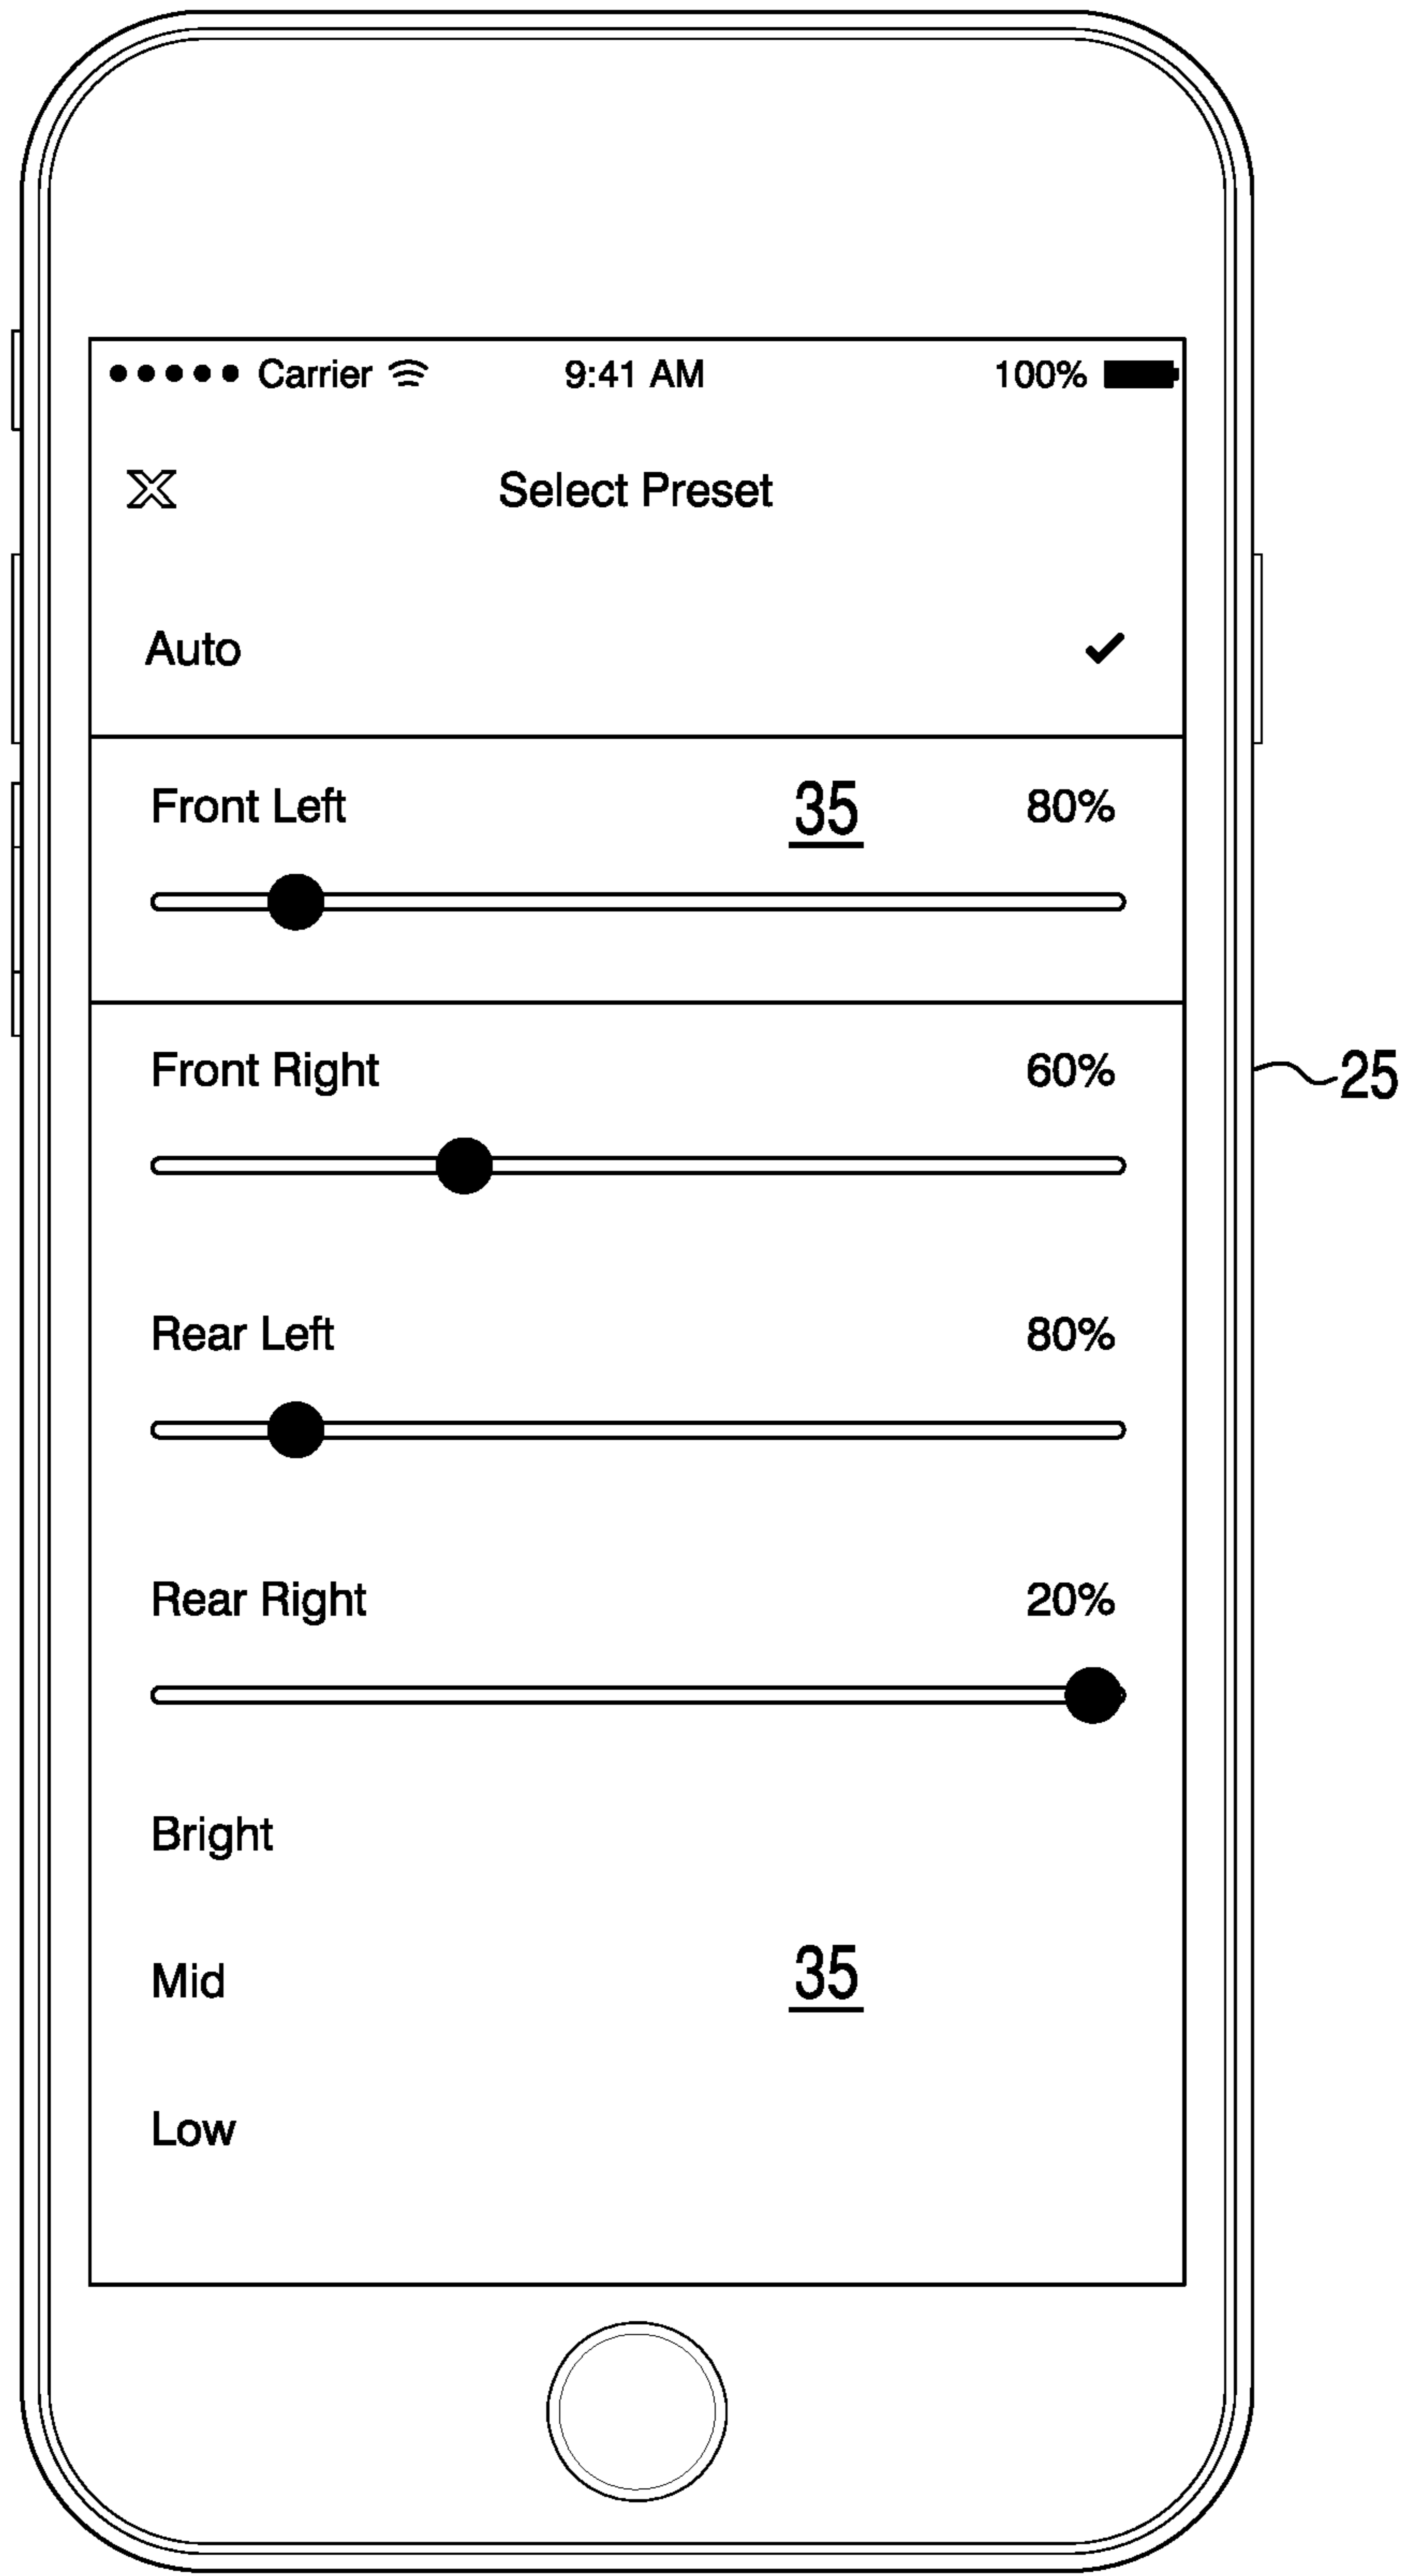 Carrier 9:41 AM 100%
X Select Preset
Auto
Front Left 35 80%
Front Right 60%
25
Rear Left 80%
Rear Right 20%
Bright
Mid 35
Low